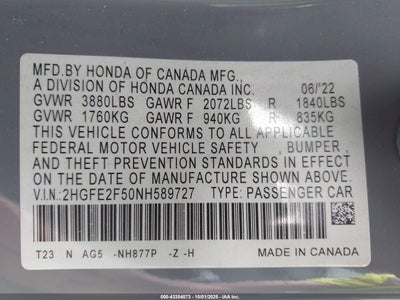 MFD.BY HONDA OF CANADA MFG.,
A DIVISION OF HONDA CANADA INC. 06/'22
GVWR 3880LBS GAWR F 2072LBS R 1840LBS
GVWR 1760KG GAWR F 940KG R 835KG
THIS VEHICLE CONFORMS TO ALL APPLICABLE
FEDERAL MOTOR VEHICLE SAFETY , BUMPER ,
AND THEFT PREVENTION STANDARDS IN EFFECT
ON THE DATE OF MANUFACTURE SHOWN ABOVE.
V.I.N:2HGFE2F50NH589727 TYPE: PASSENGER CAR
T23 N AG5 -NH877P -Z -H MADE IN CANADA
000-43354073 - 10/01/2025 - IAAI.COM